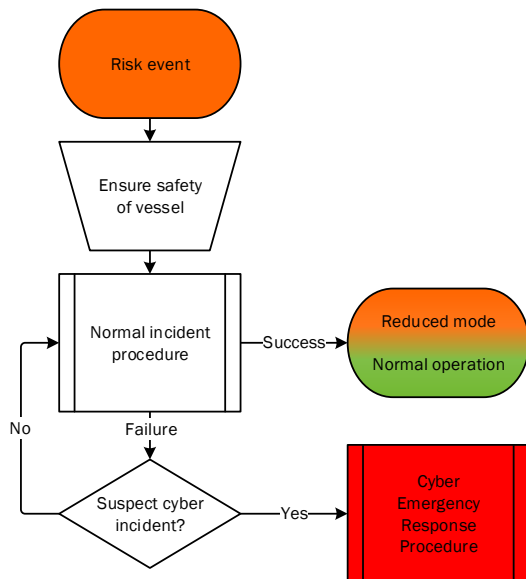 Risk event
Ensure safety
of vessel
Normal incident
procedure
Success
Reduced mode
Normal operation
No
Failure
Suspect cyber
incident?
Yes
Cyber
Emergency
Response
Procedure